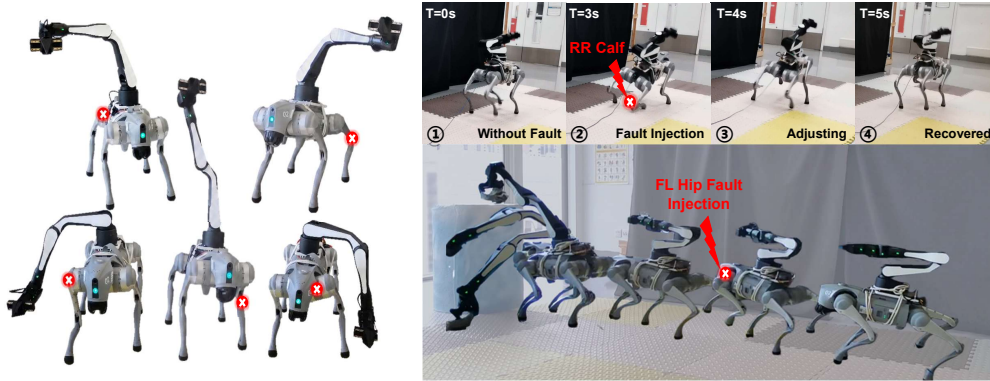 T=0s
T=3s
T=4s
T=5s
RR Calf
① Without Fault
② Fault Injection
③ Adjusting
④ Recovered
FL Hip Fault
Injection